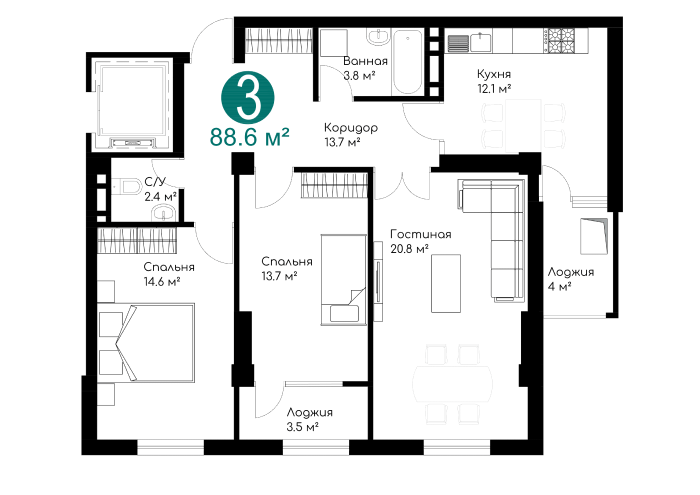 3
88.6 м²
Ванная
3.8 м²
Кухня
12.1 м²
Коридор
13.7 м²
С/У
2.4 м²
Гостиная
20.8 м²
Спальня
14.6 м²
Спальня
13.7 м²
Лоджия
4 м²
Лоджия
3.5 м²